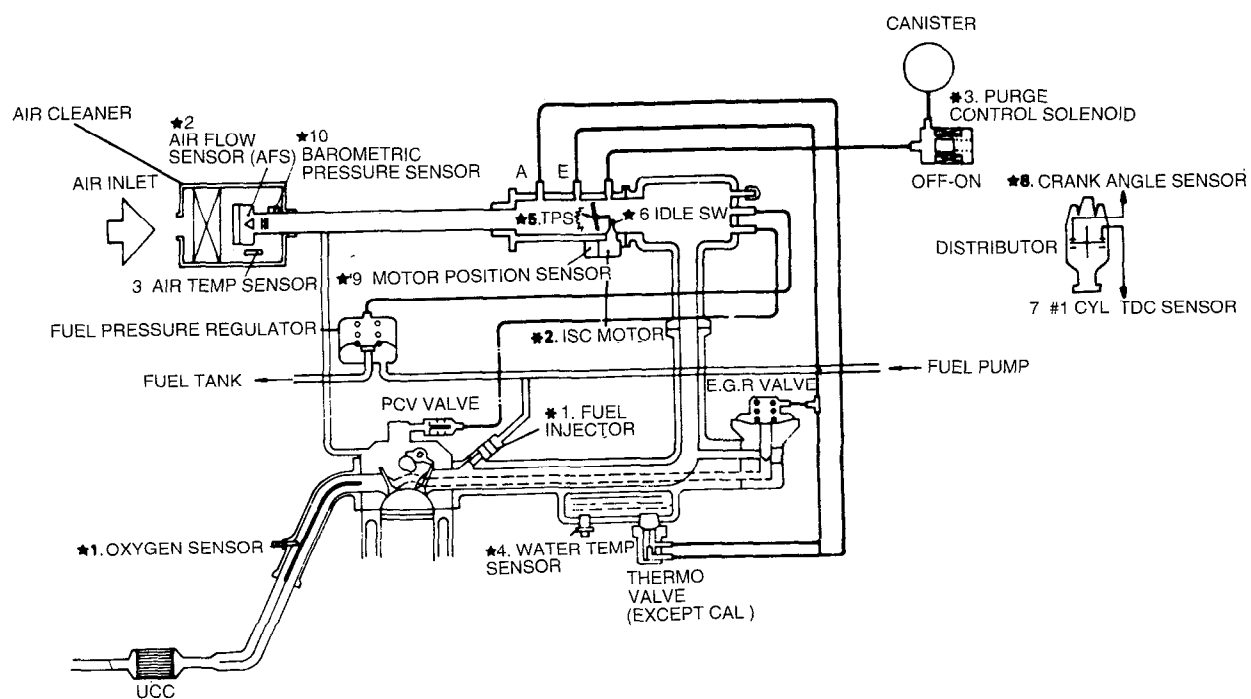 CANISTER
★3. PURGE
CONTROL SOLENOID
OFF-ON
AIR CLEANER
★2
AIR FLOW
SENSOR (AFS)
★10
BAROMETRIC
PRESSURE SENSOR
A
E
AIR INLET
★5. TPS
★6 IDLE SW
★8. CRANK ANGLE SENSOR
DISTRIBUTOR
7 #1 CYL TDC SENSOR
3 AIR TEMP SENSOR
★9 MOTOR POSITION SENSOR
FUEL PRESSURE REGULATOR
★2. ISC MOTOR
FUEL TANK
FUEL PUMP
PCV VALVE
★1. FUEL
INJECTOR
E.G.R VALVE
★1. OXYGEN SENSOR
★4. WATER TEMP
SENSOR
THERMO
VALVE
(EXCEPT CAL )
UCC